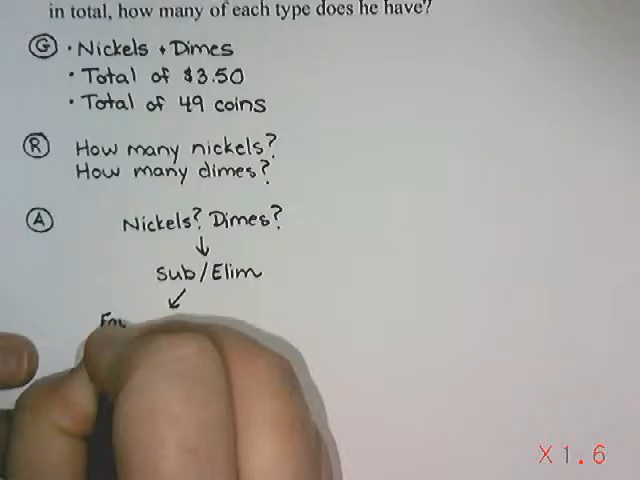 in total, how many of each type does he have?
G • Nickels + Dimes
• Total of $3.50
• Total of 49 coins
R How many nickels?
How many dimes?
A Nickels? Dimes?
↓
Sub/Elim
↙
X1.6